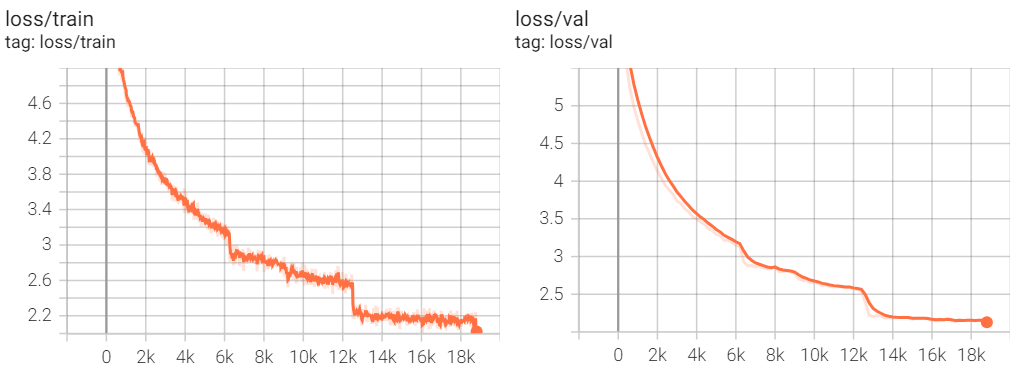 loss/train
tag: loss/train
4.6
4.2
3.8
3.4
3
2.6
2.2
0 2k 4k 6k 8k 10k 12k 14k 16k 18k
loss/val
tag: loss/val
5
4.5
4
3.5
3
2.5
0 2k 4k 6k 8k 10k 12k 14k 16k 18k